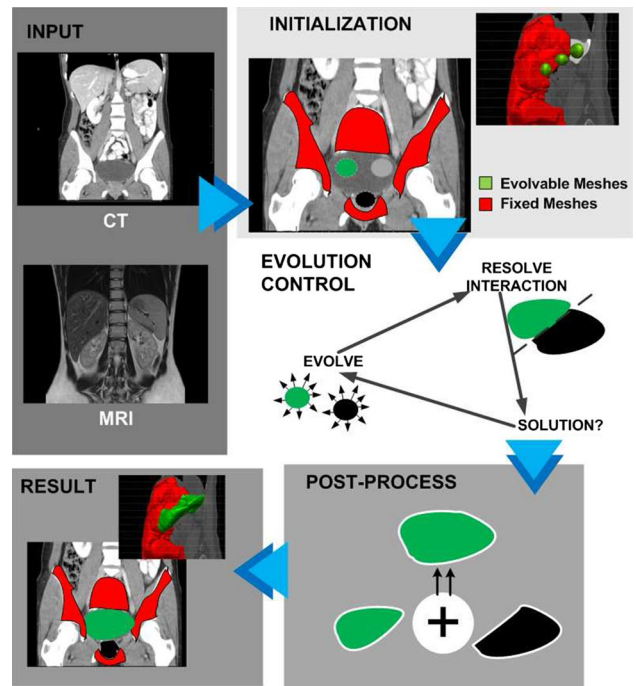 INPUT
CT
MRI
INITIALIZATION
Evolvable Meshes
Fixed Meshes
EVOLUTION
CONTROL
RESOLVE
INTERACTION
EVOLVE
SOLUTION?
POST-PROCESS
+
RESULT